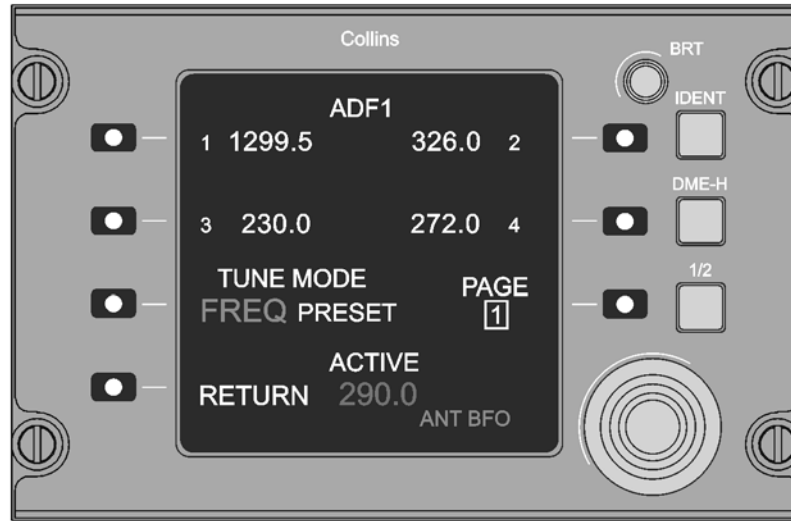 Collins
BRT
IDENT
ADF1
1 1299.5 326.0 2
DME-H
3 230.0 272.0 4
1/2
TUNE MODE
PAGE
FREQ PRESET
1
ACTIVE
RETURN 290.0
ANT BFO